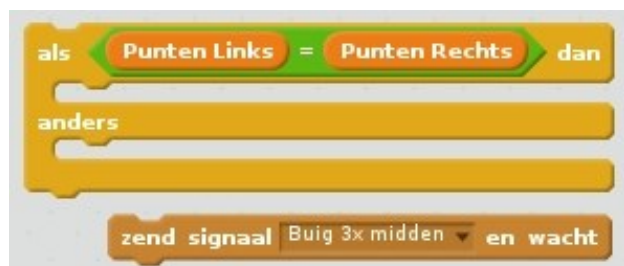 als Punten Links = Punten Rechts dan
anders
zend signaal Buig 3x midden en wacht